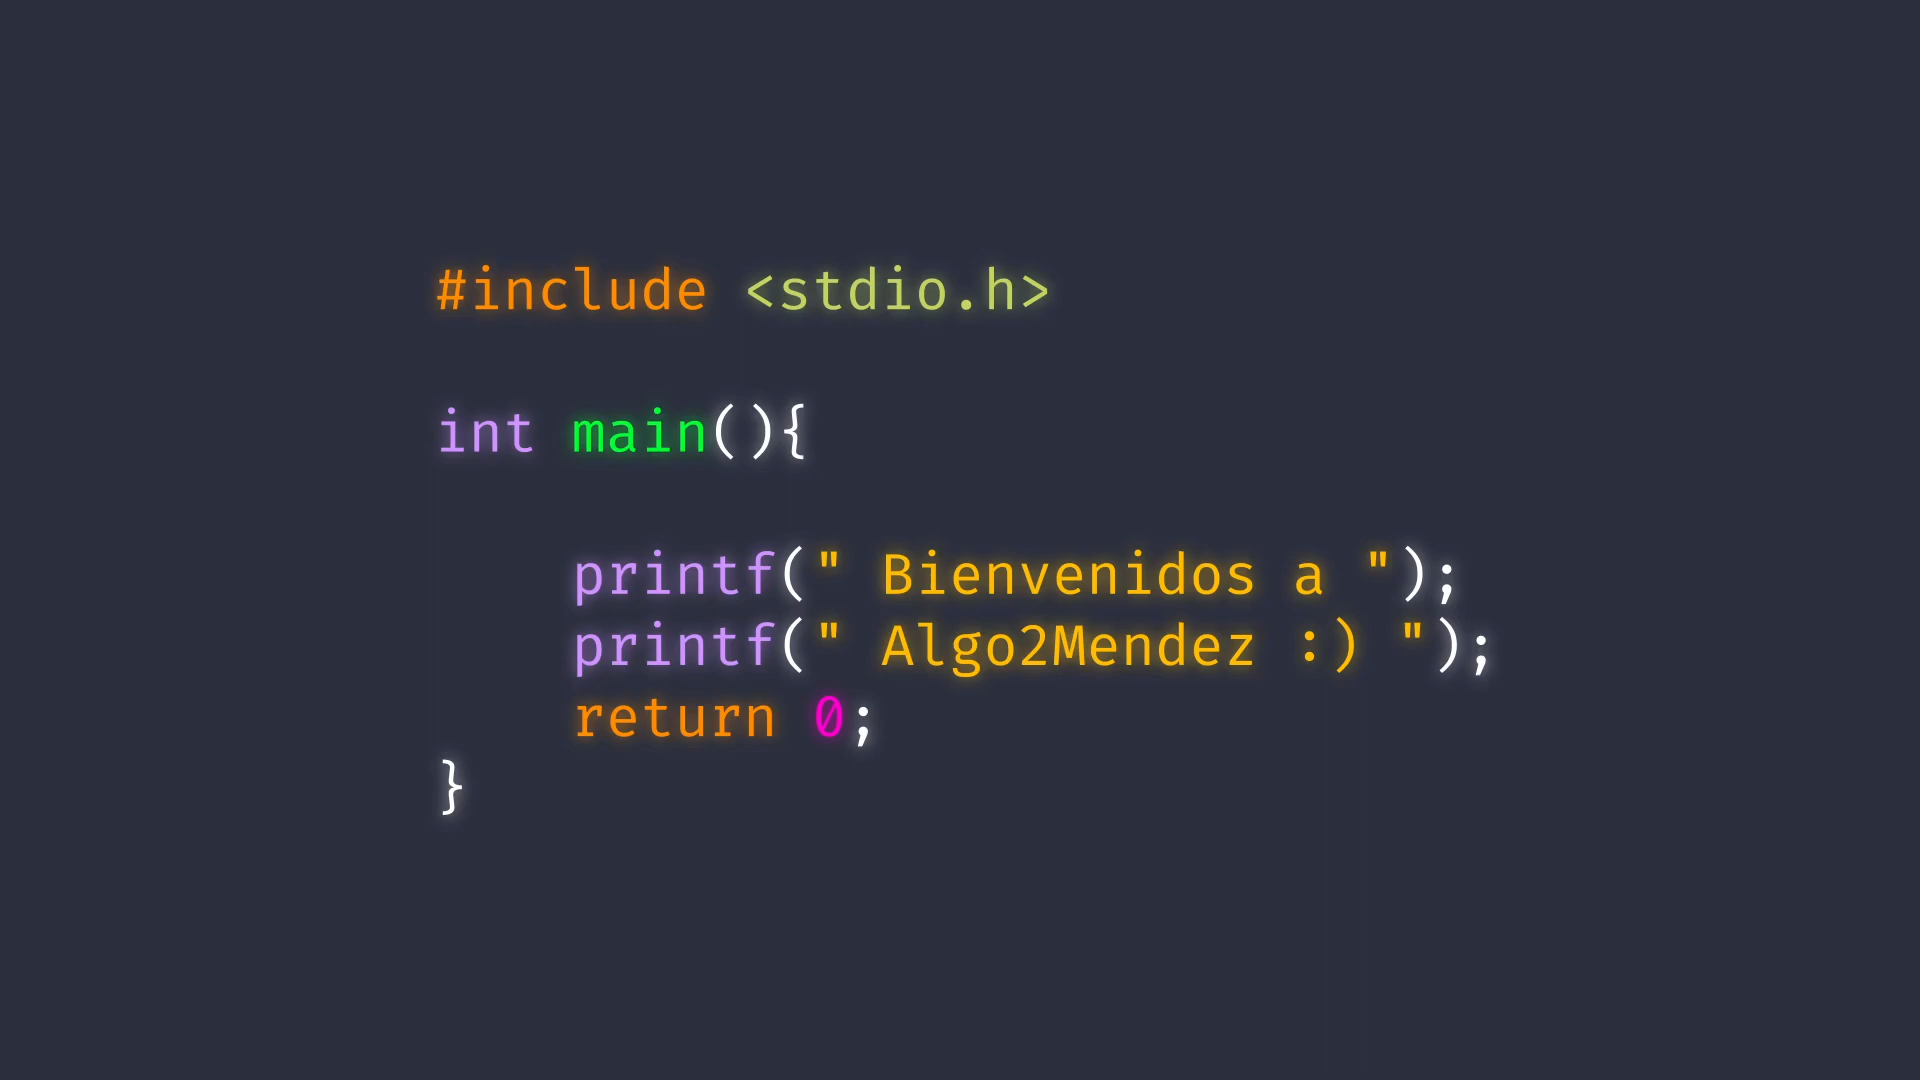 #include <stdio.h>
int main(){
printf(" Bienvenidos a ");
printf(" Algo2Mendez :) ");
return 0;
}